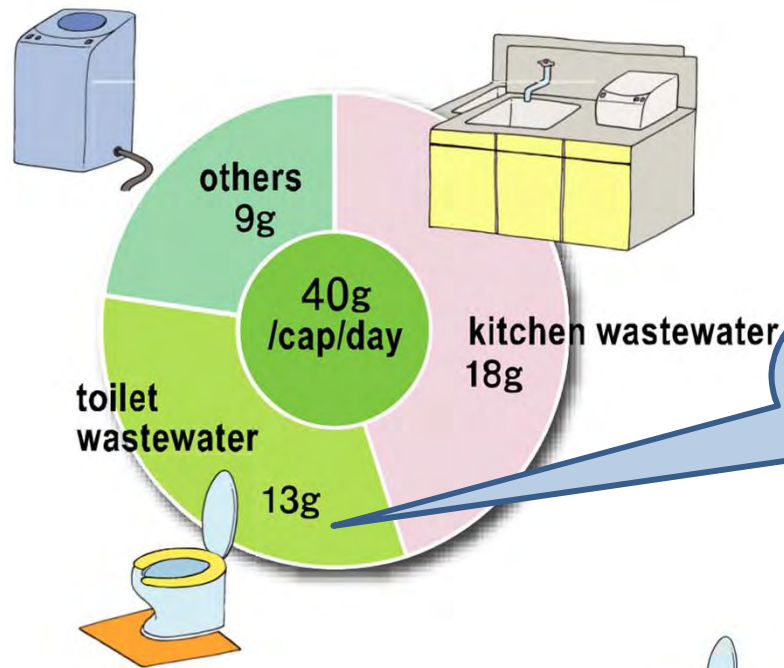 others
9g
40g
/cap/day
kitchen wastewater
18g
toilet
wastewater
13g